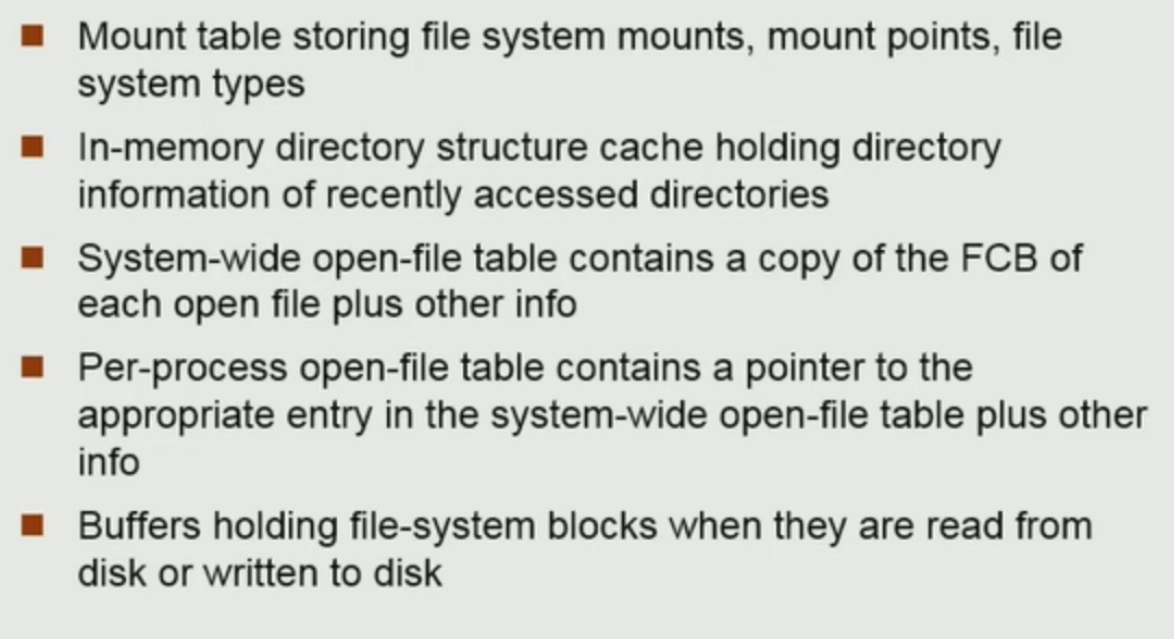 Mount table storing file system mounts, mount points, file
system types
In-memory directory structure cache holding directory
information of recently accessed directories
System-wide open-file table contains a copy of the FCB of
each open file plus other info
Per-process open-file table contains a pointer to the
appropriate entry in the system-wide open-file table plus other
info
Buffers holding file-system blocks when they are read from
disk or written to disk